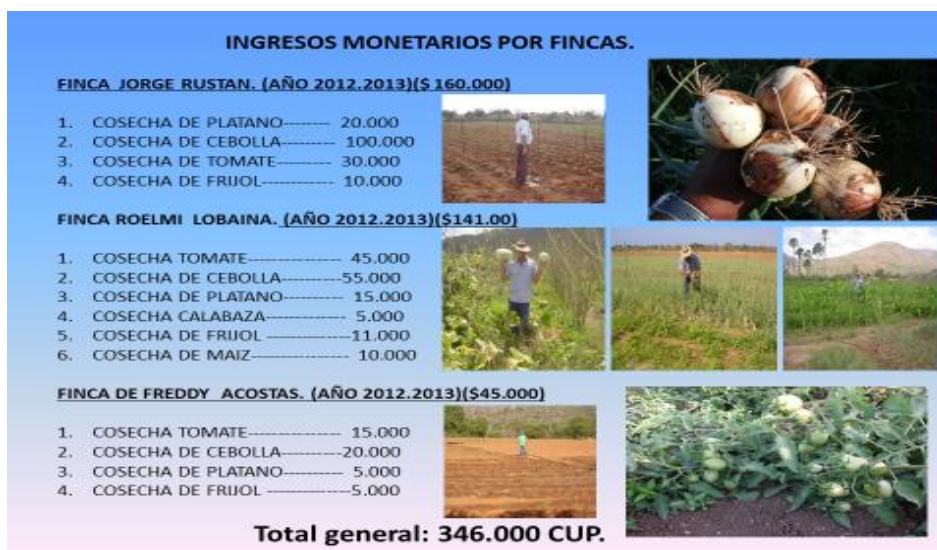 INGRESOS MONETARIOS POR FINCAS.
FINCA JORGE RUSTAN. (AÑO 2012.2013)($ 160.000)
1. COSECHA DE PLATANO-------- 20.000
2. COSECHA DE CEBOLLA--------- 100.000
3. COSECHA DE TOMATE--------- 30.000
4. COSECHA DE FRIJOL------------ 10.000
FINCA ROELMI LOBAINA. (AÑO 2012.2013)($141.00)
1. COSECHA TOMATE---------------- 45.000
2. COSECHA DE CEBOLLA----------55.000
3. COSECHA DE PLATANO---------- 15.000
4. COSECHA CALABAZA------------- 5.000
5. COSECHA DE FRIJOL --------------11.000
6. COSECHA DE MAIZ---------------- 10.000
FINCA DE FREDDY ACOSTAS. (AÑO 2012.2013)($45.000)
1. COSECHA TOMATE---------------- 15.000
2. COSECHA DE CEBOLLA----------20.000
3. COSECHA DE PLATANO---------- 5.000
4. COSECHA DE FRIJOL --------------5.000
Total general: 346.000 CUP.